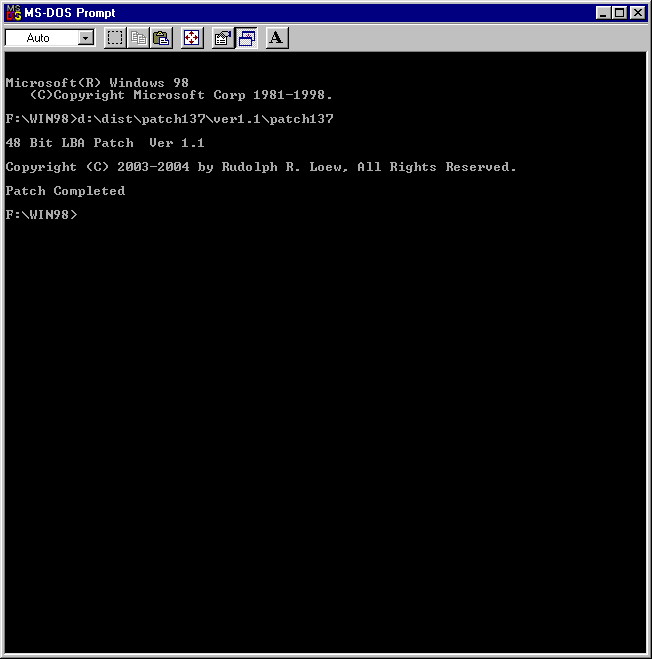 MS-DOS Prompt
Auto
A
Microsoft(R) Windows 98
(C)Copyright Microsoft Corp 1981-1998.
F:\WIN98>d:\dist\patch137\ver1.1\patch137
48 Bit LBA Patch  Ver 1.1
Copyright (C) 2003-2004 by Rudolph R. Loew, All Rights Reserved.
Patch Completed
F:\WIN98>